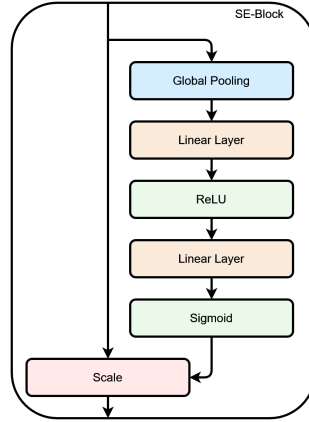 SE-Block
Global Pooling
Linear Layer
ReLU
Linear Layer
Sigmoid
Scale